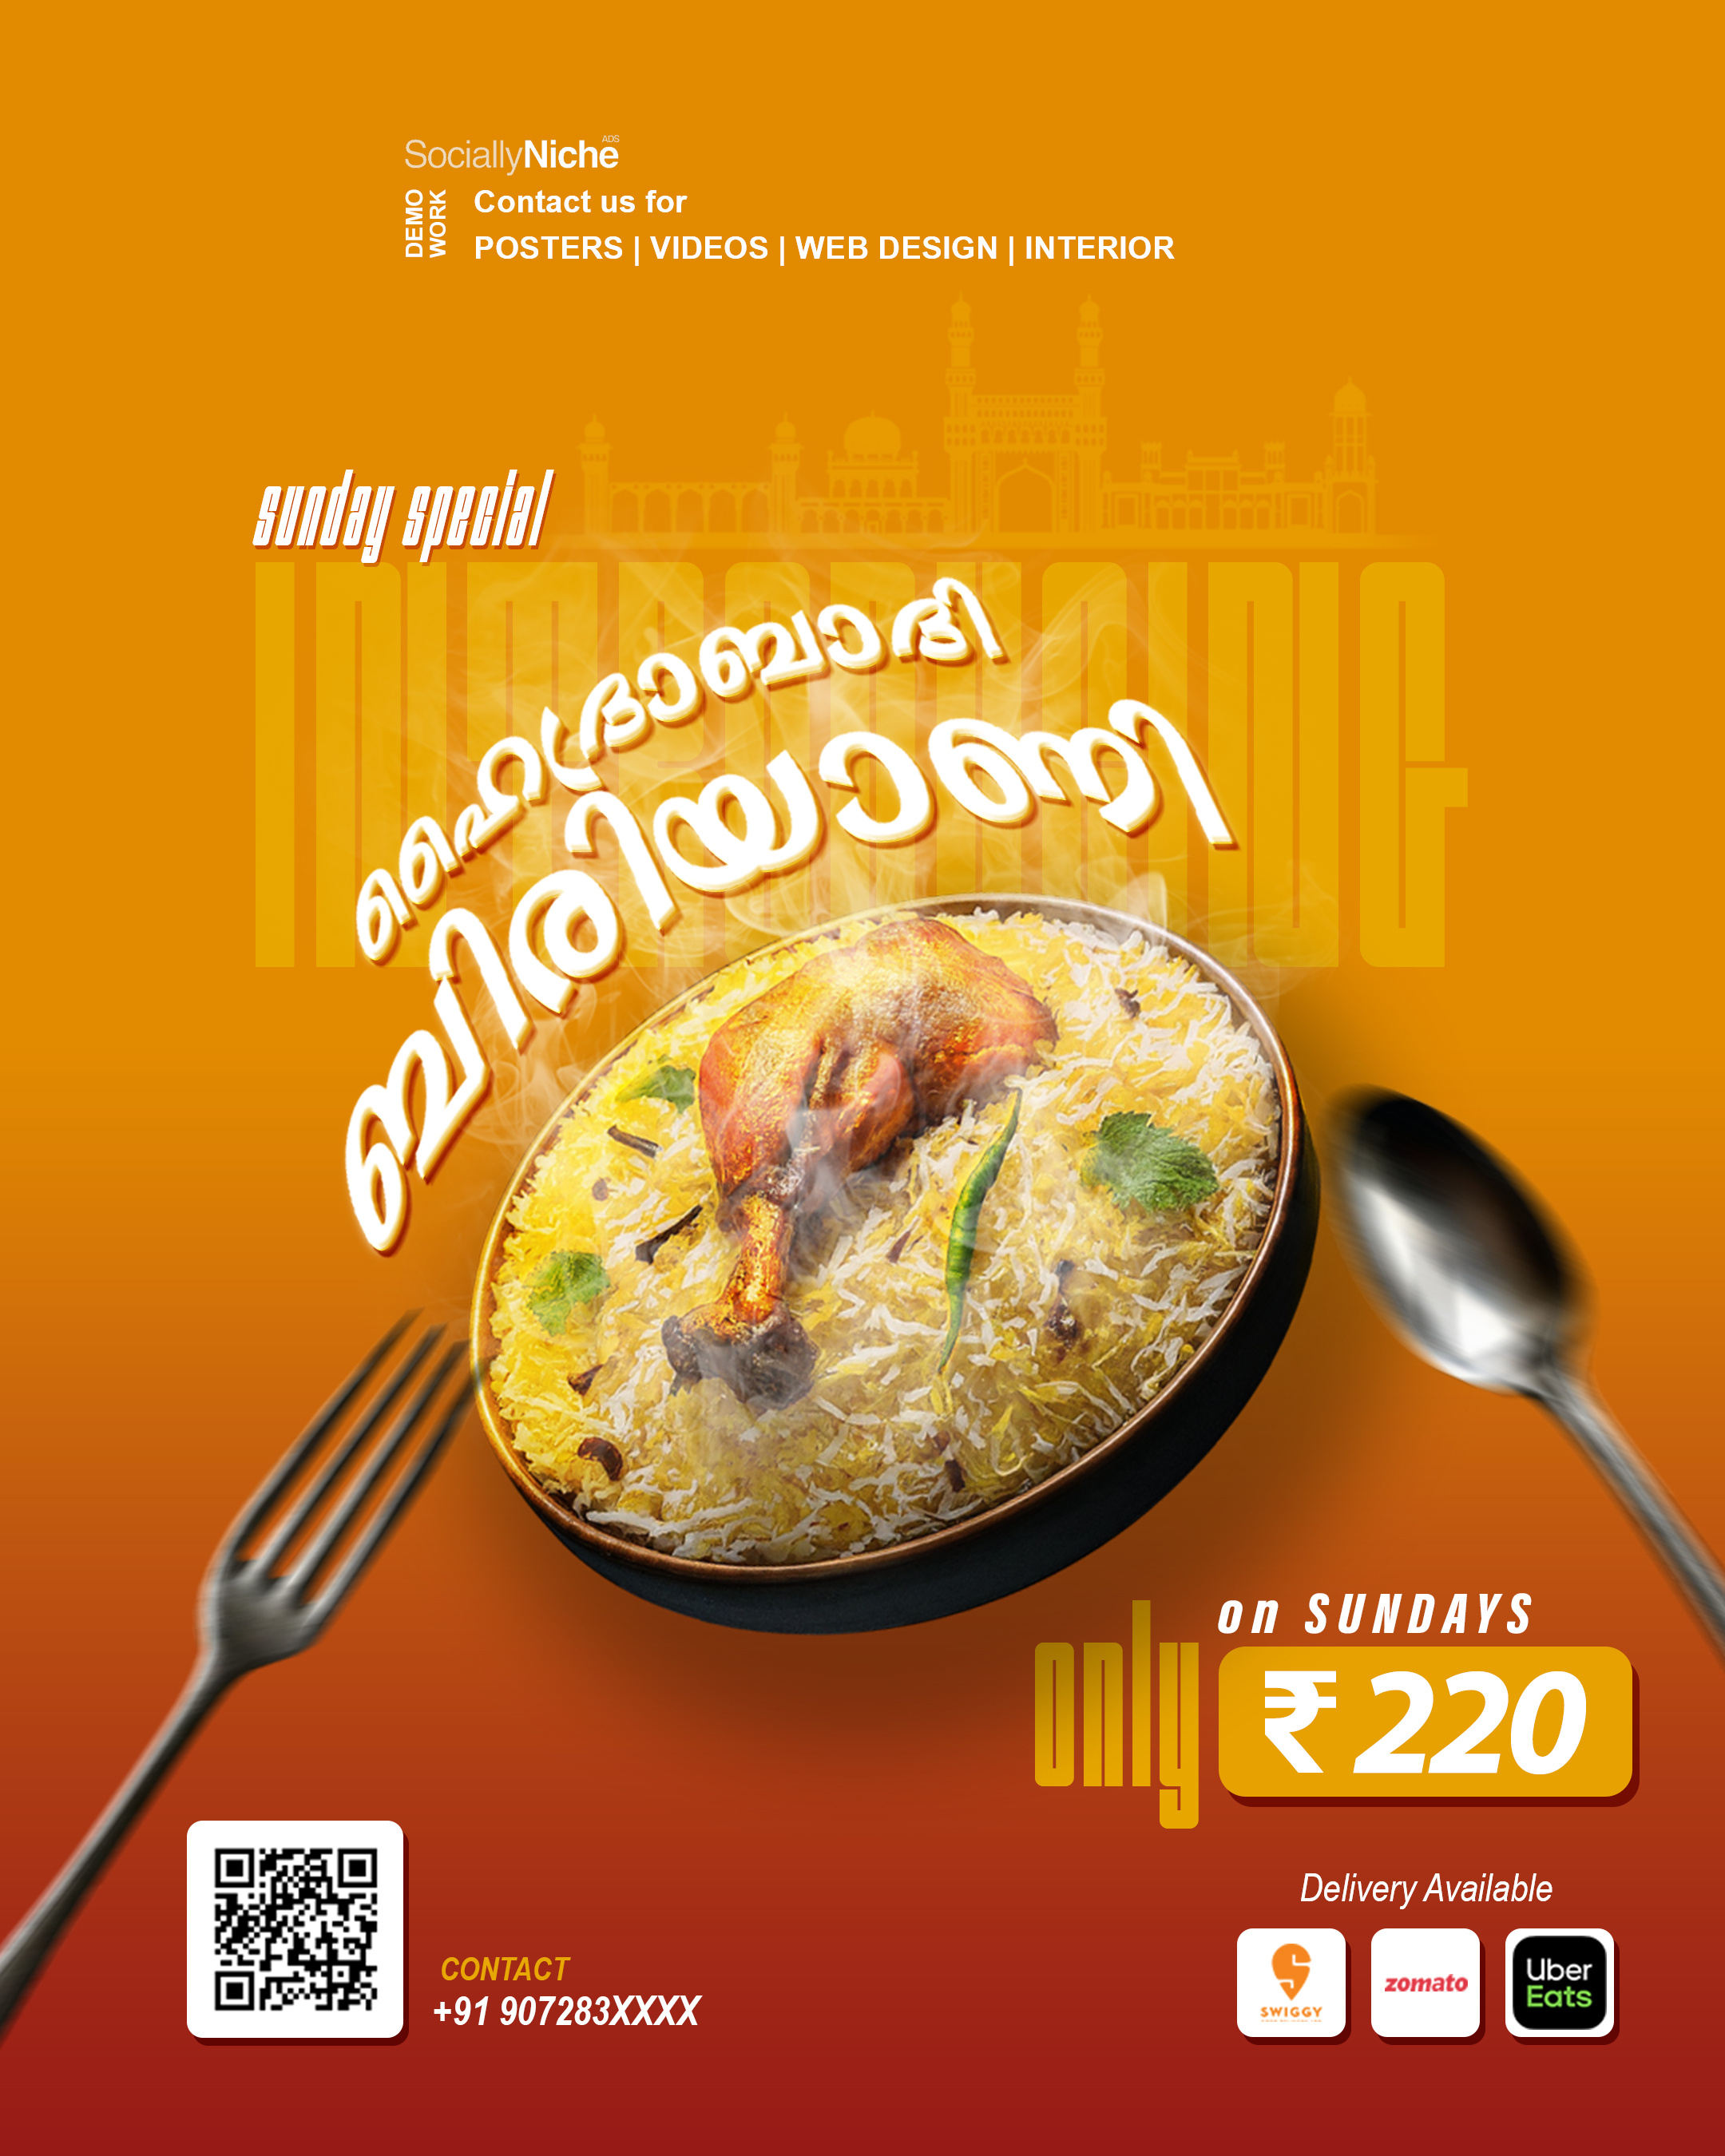 SociallyNiche ADS
DEMO
WORK
Contact us for
POSTERS | VIDEOS | WEB DESIGN | INTERIOR
sunday special
INTRODUCING
ഹൈദ്രാബാദി
ബിരിയാണി
on SUNDAYS
only
₹ 220
Delivery Available
SWIGGY
zomato
Uber
Eats
CONTACT
+91 907283XXXX